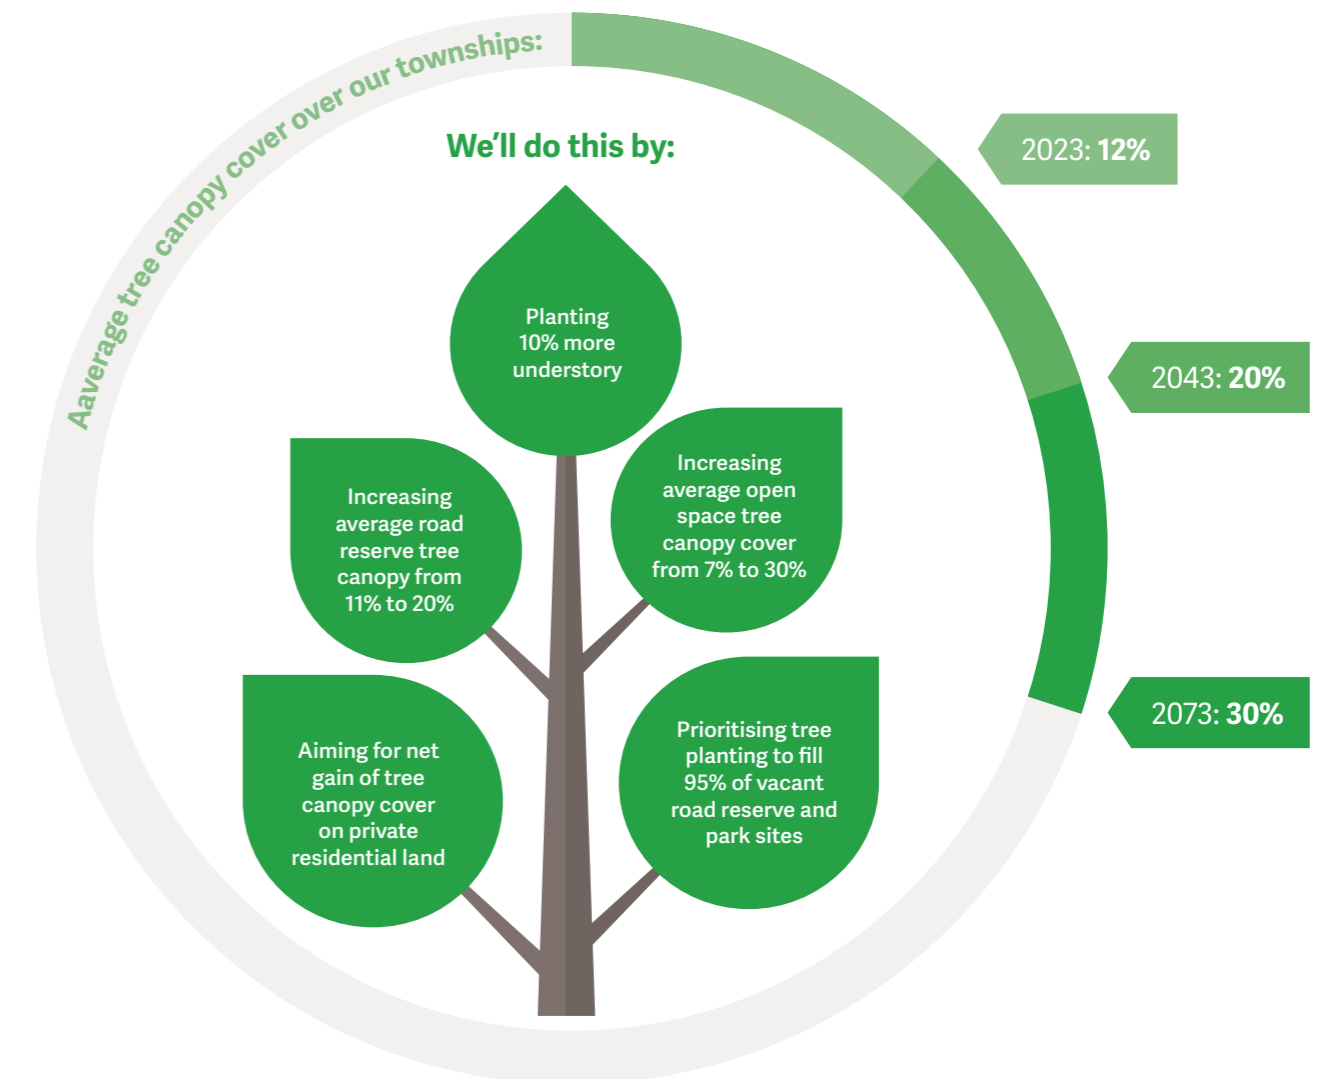 Aaverage tree canopy cover over our townships:
We'll do this by:
2023: 12%
Planting
10% more
understory
2043: 20%
Increasing
average open
space tree
canopy cover
from 7% to 30%
Increasing
average road
reserve tree
canopy from
11% to 20%
2073: 30%
Prioritising tree
planting to fill
95% of vacant
road reserve and
park sites
Aiming for net
gain of tree
canopy cover
on private
residential land